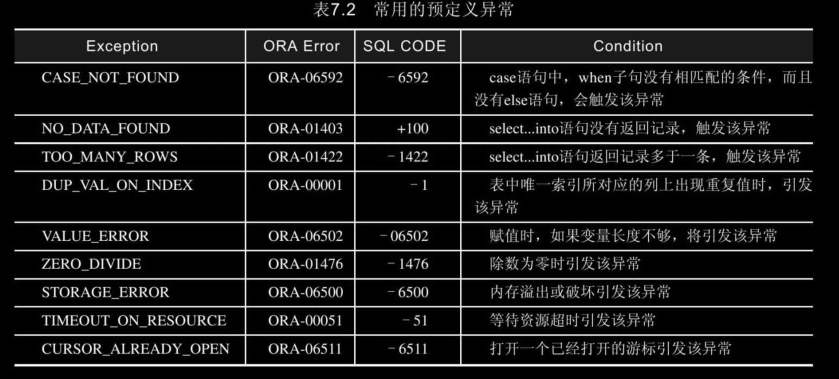 表7.2 常用的预定义异常
Exception ORA Error SQL CODE Condition
CASE_NOT_FOUND ORA-06592 －6592 case语句中，when子句没有相匹配的条件，而且
没有else语句，会触发该异常
NO_DATA_FOUND ORA-01403 +100 select...into语句没有返回记录，触发该异常
TOO_MANY_ROWS ORA-01422 －1422 select...into语句返回记录多于一条，触发该异常
DUP_VAL_ON_INDEX ORA-00001 －1 表中唯一索引所对应的列上出现重复值时，引发
该异常
VALUE_ERROR ORA-06502 －06502 赋值时，如果变量长度不够，将引发该异常
ZERO_DIVIDE ORA-01476 －1476 除数为零时引发该异常
STORAGE_ERROR ORA-06500 －6500 内存溢出或破坏引发该异常
TIMEOUT_ON_RESOURCE ORA-00051 －51 等待资源超时引发该异常
CURSOR_ALREADY_OPEN ORA-06511 －6511 打开一个已经打开的游标引发该异常